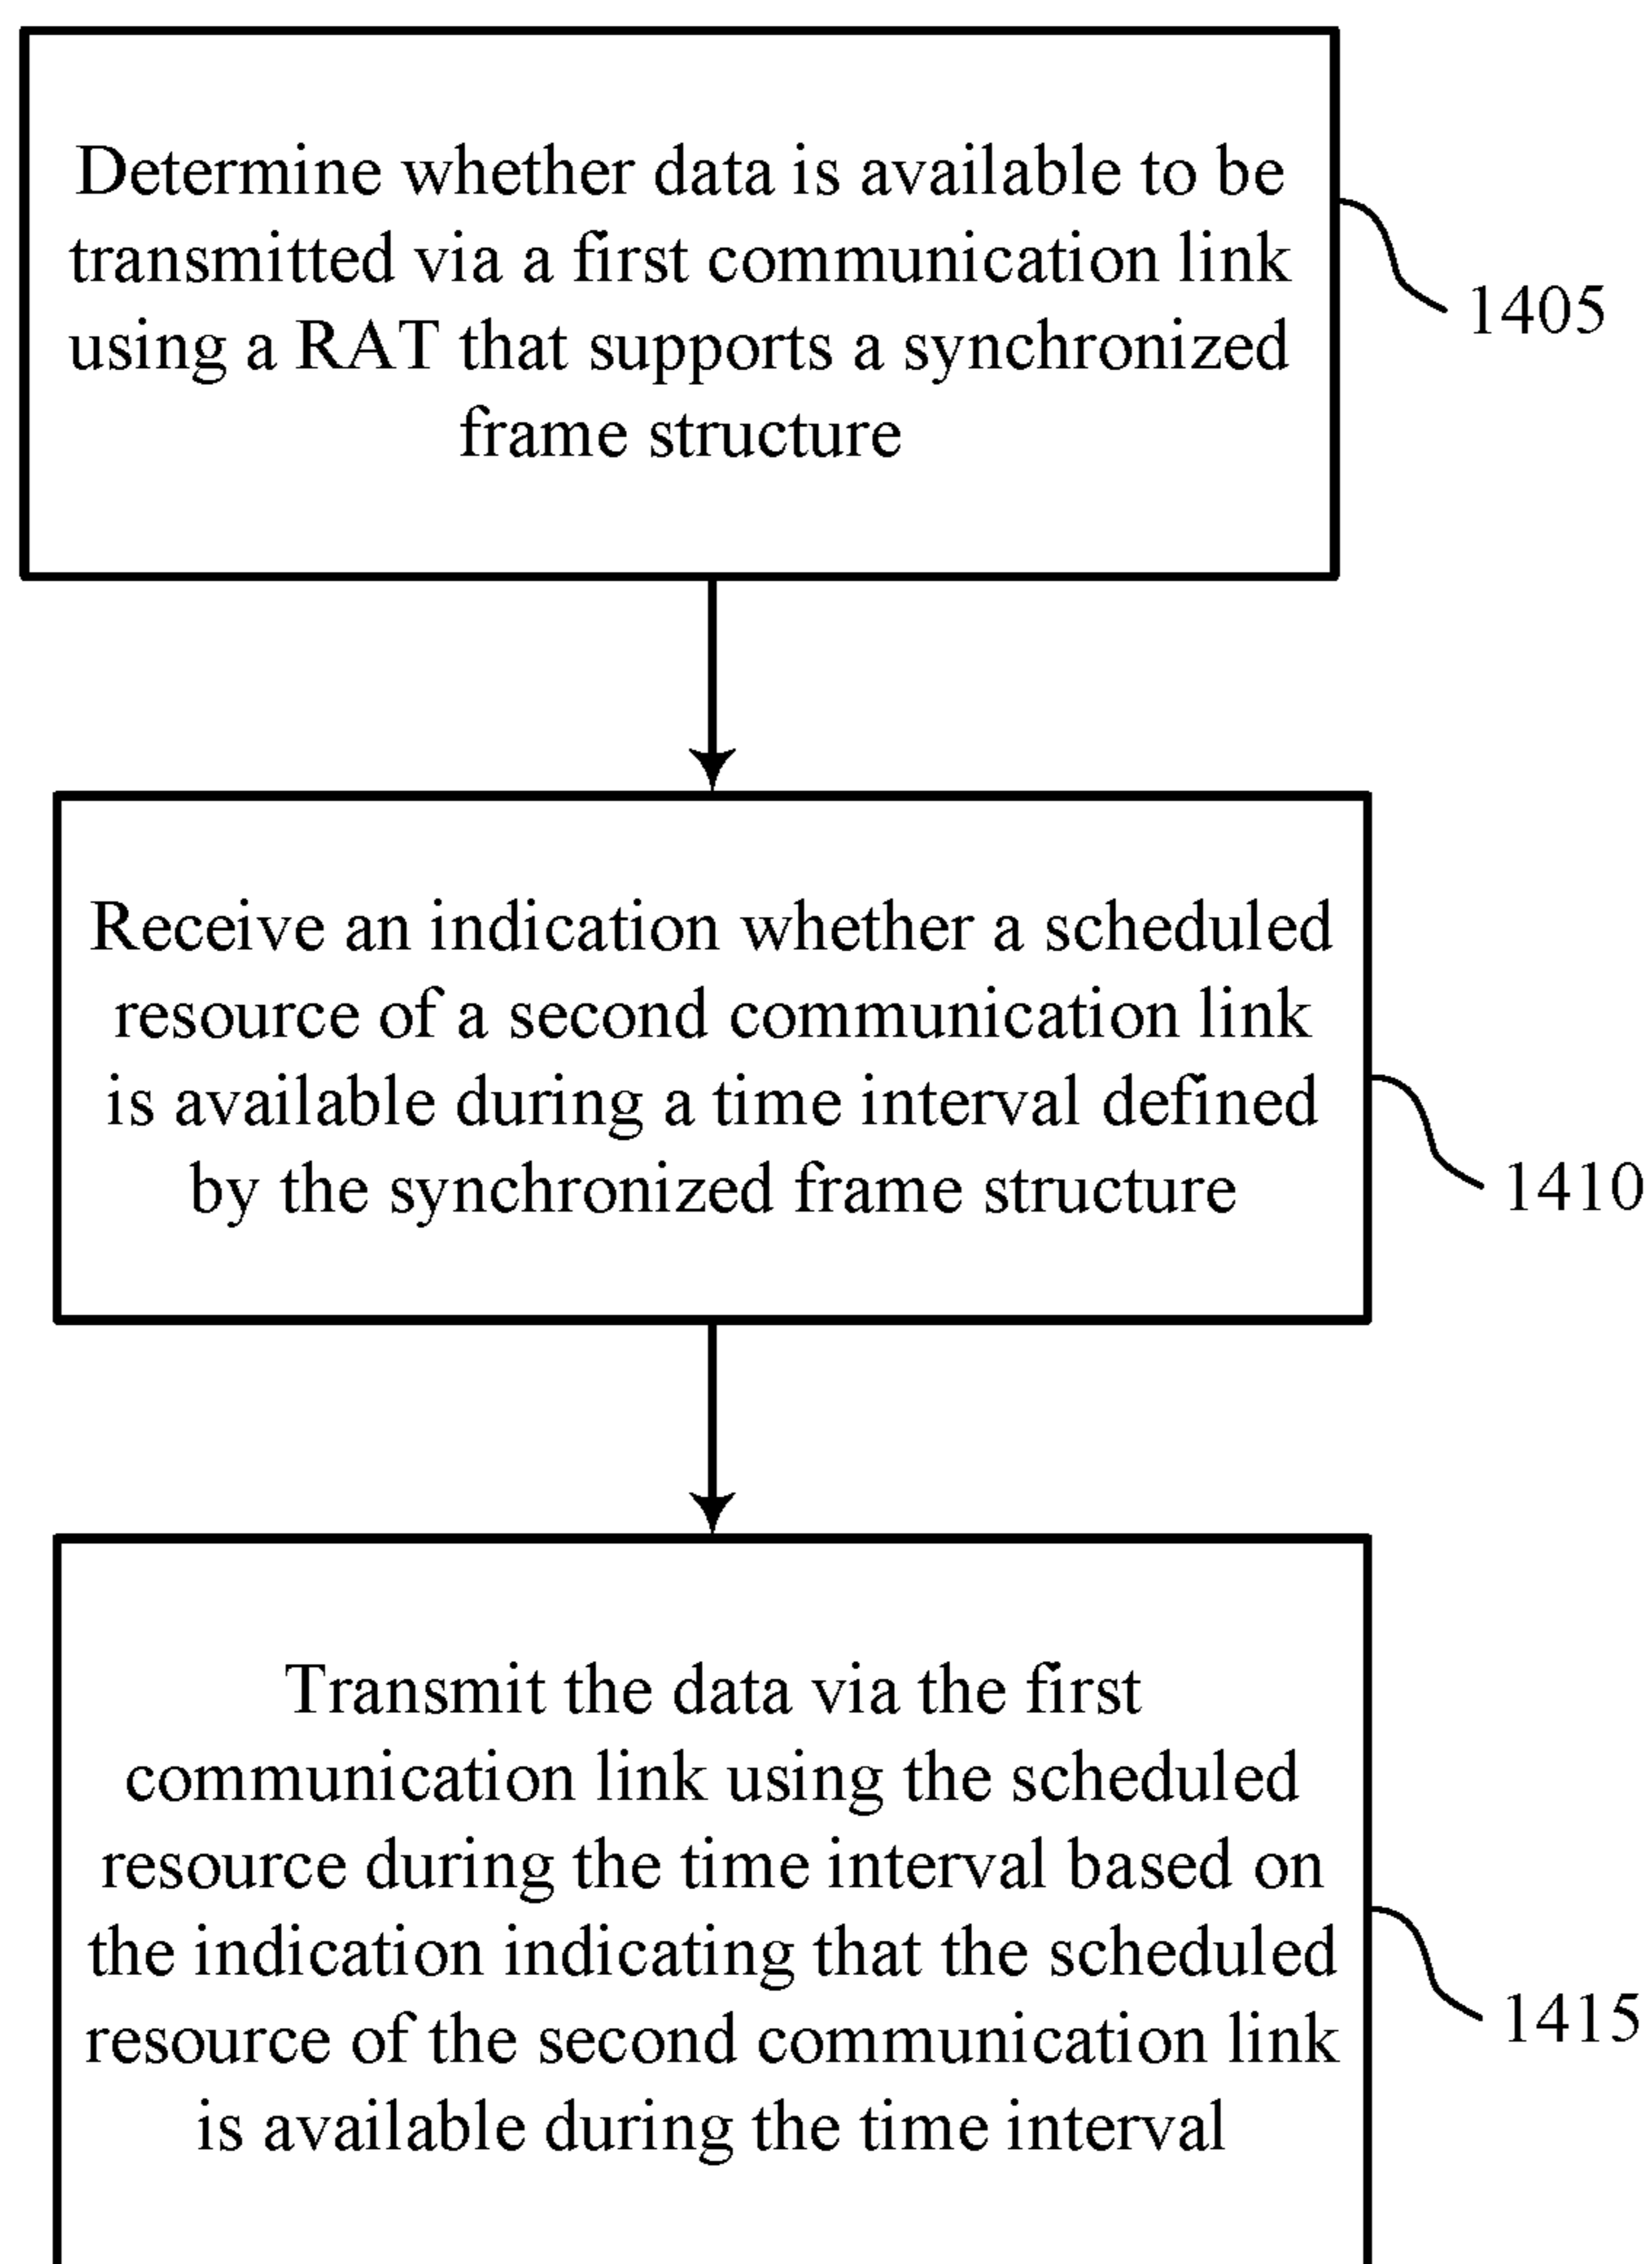 Determine whether data is available to be
transmitted via a first communication link
using a RAT that supports a synchronized
frame structure
1405
Receive an indication whether a scheduled
resource of a second communication link
is available during a time interval defined
by the synchronized frame structure
1410
Transmit the data via the first
communication link using the scheduled
resource during the time interval based on
the indication indicating that the scheduled
resource of the second communication link
is available during the time interval
1415